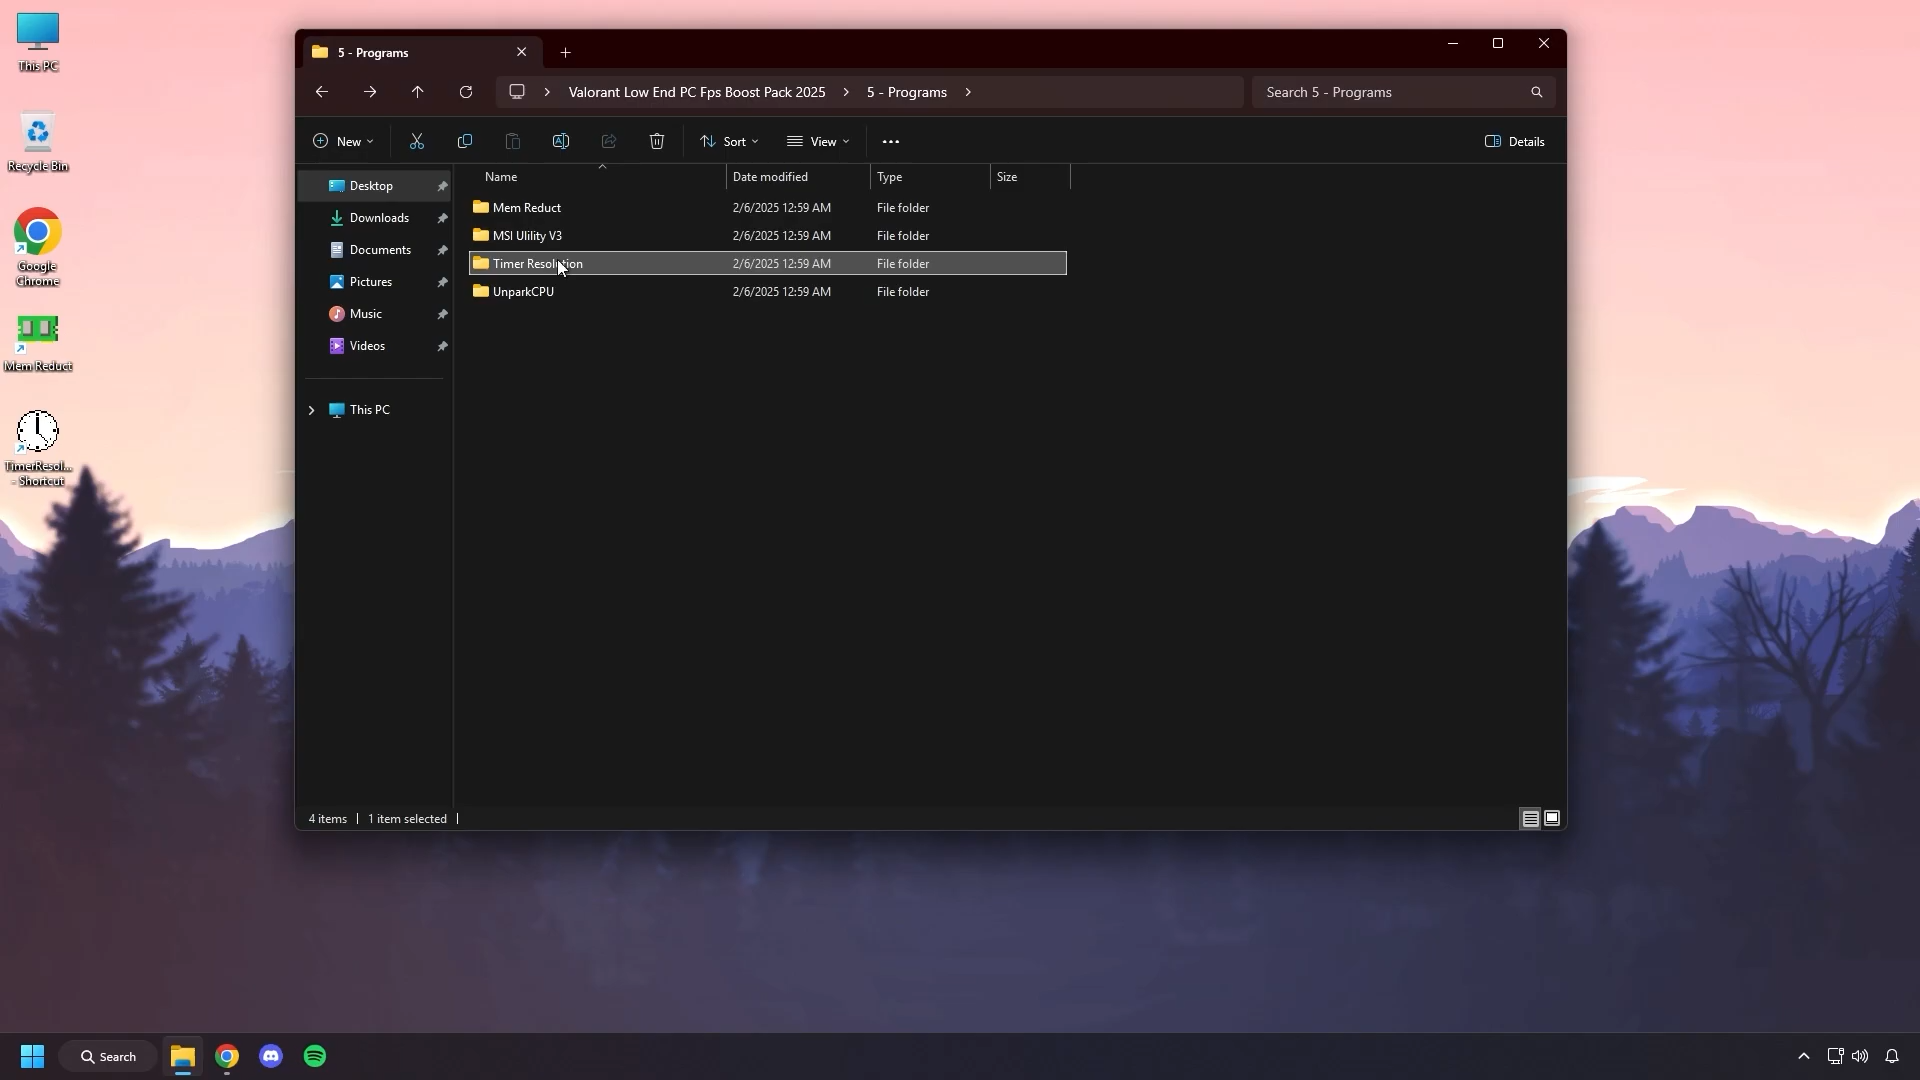 This PC
Recycle Bin
Google
Chrome
Mem Reduct
TimerResol...
- Shortcut
5 - Programs
Valorant Low End PC Fps Boost Pack 2025
5 - Programs
Search 5 - Programs
New
Sort
View
Details
Desktop
Downloads
Documents
Pictures
Music
Videos
This PC
Name
Date modified
Type
Size
Mem Reduct 2/6/2025 12:59 AM File folder
MSI Ulility V3 2/6/2025 12:59 AM File folder
Timer Resolution 2/6/2025 12:59 AM File folder
UnparkCPU 2/6/2025 12:59 AM File folder
4 items
1 item selected
Search